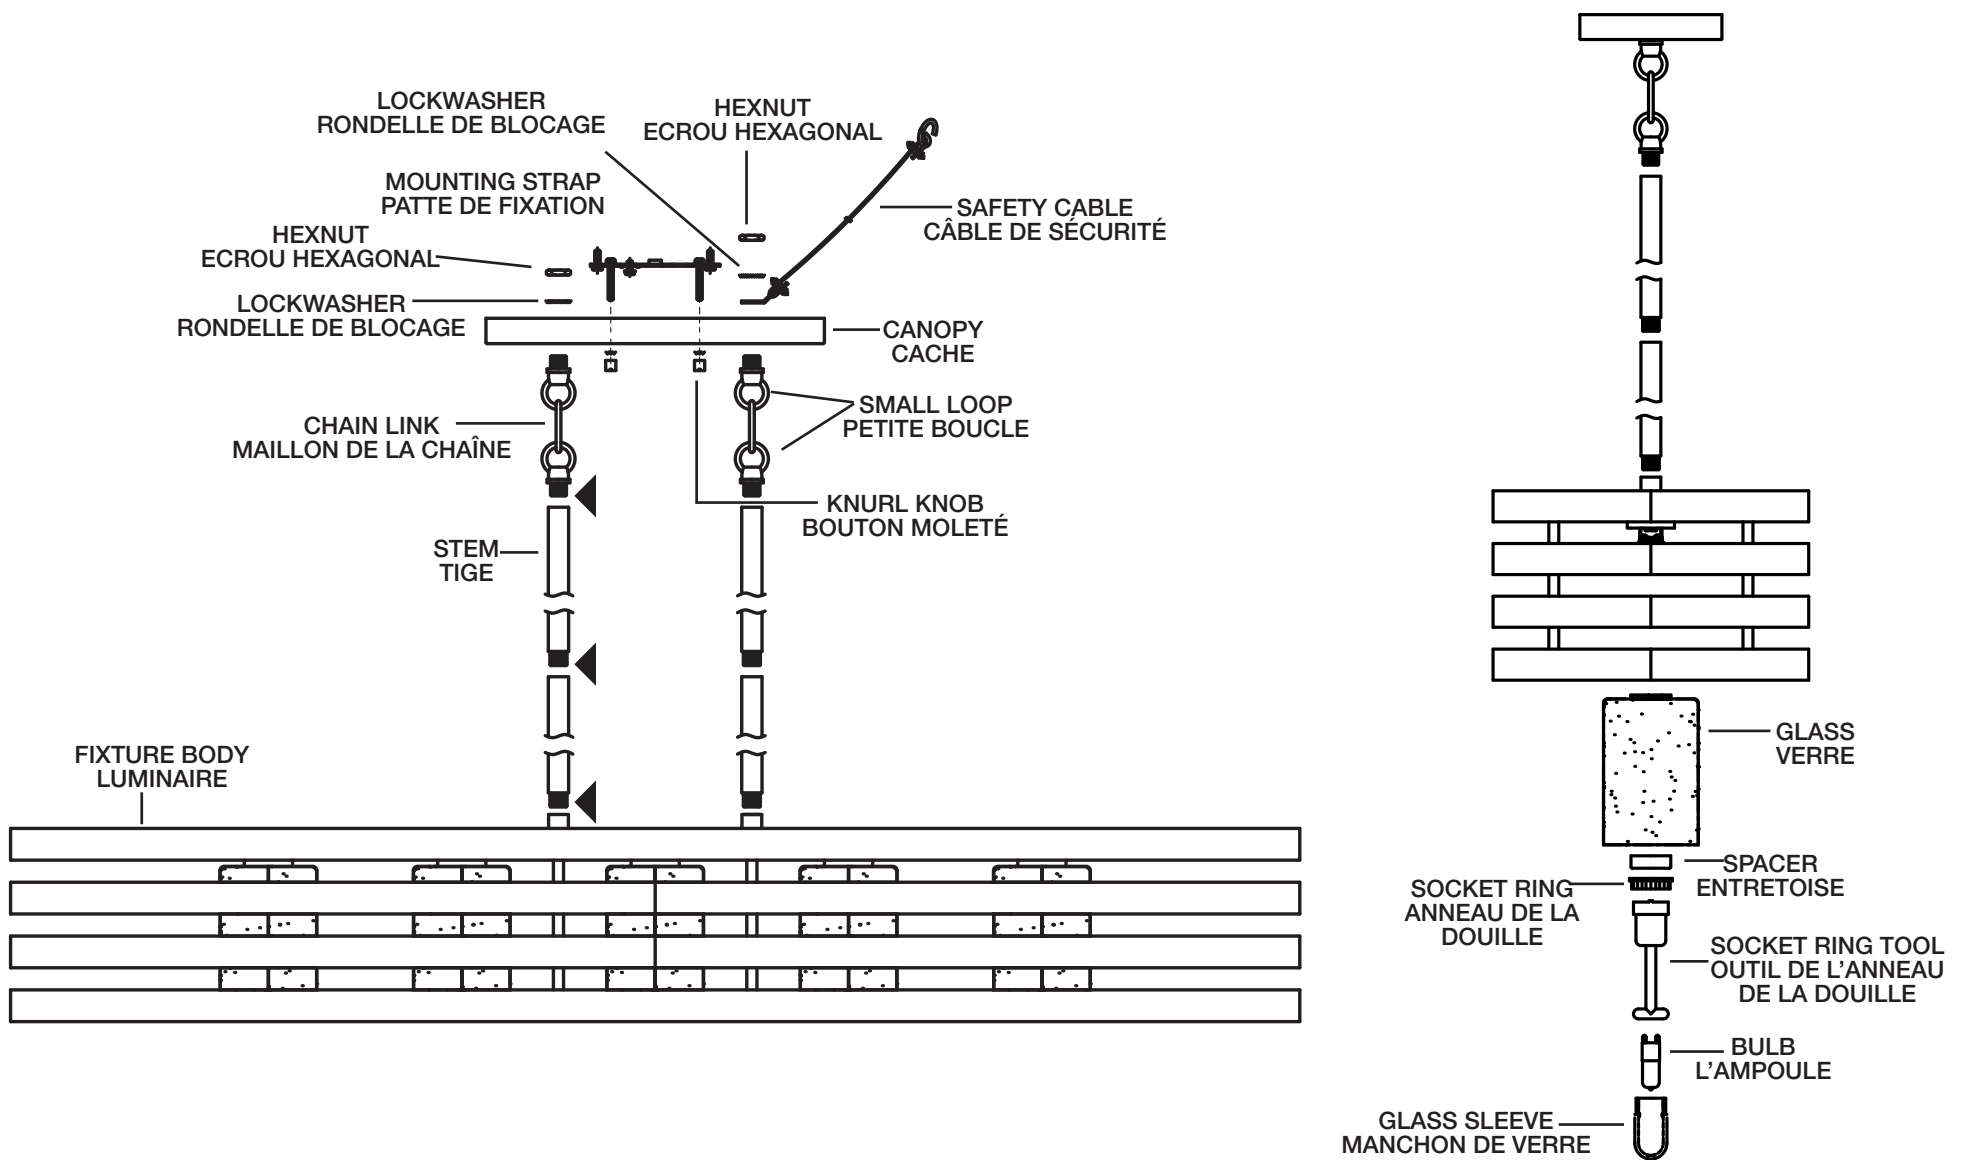 LOCKWASHER
RONDELLE DE BLOCAGE
HEXNUT
ECROU HEXAGONAL
MOUNTING STRAP
PATTE DE FIXATION
SAFETY CABLE
CÂBLE DE SÉCURITÉ
HEXNUT
ECROU HEXAGONAL
LOCKWASHER
RONDELLE DE BLOCAGE
CANOPY
CACHE
CHAIN LINK
MAILLON DE LA CHAÎNE
SMALL LOOP
PETITE BOUCLE
KNURL KNOB
BOUTON MOLETÉ
STEM
TIGE
FIXTURE BODY
LUMINAIRE
GLASS
VERRE
SPACER
ENTRETOISE
SOCKET RING
ANNEAU DE LA
DOUILLE
SOCKET RING TOOL
OUTIL DE L'ANNEAU
DE LA DOUILLE
BULB
L'AMPOULE
GLASS SLEEVE
MANCHON DE VERRE